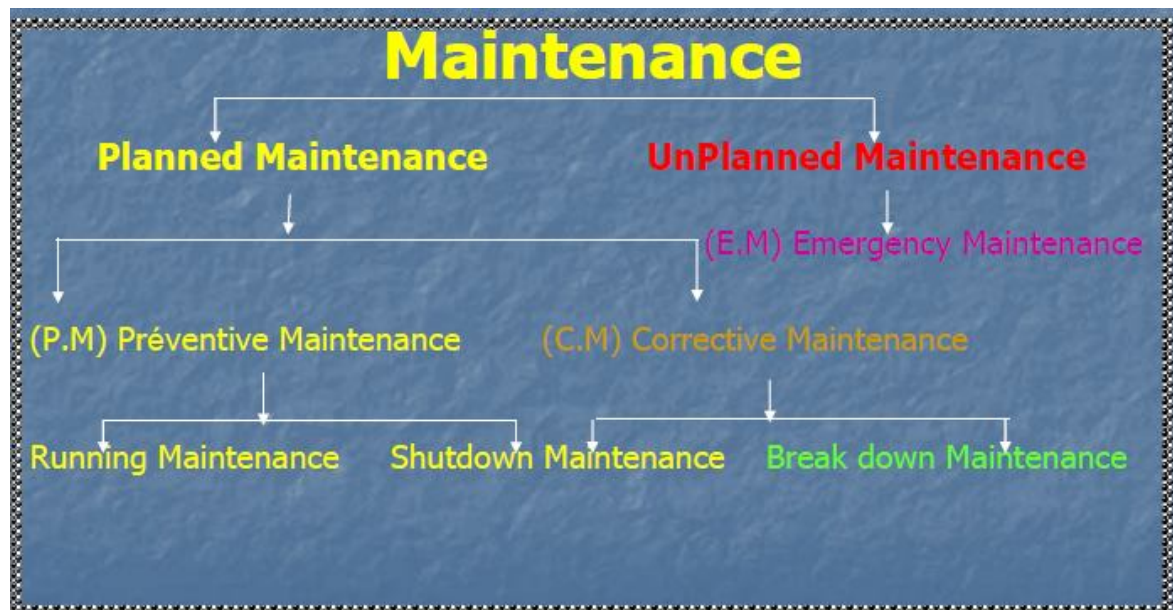 Maintenance
Planned Maintenance
UnPlanned Maintenance
(E.M) Emergency Maintenance
(P.M) Préventive Maintenance
(C.M) Corrective Maintenance
Running Maintenance
Shutdown Maintenance
Break down Maintenance